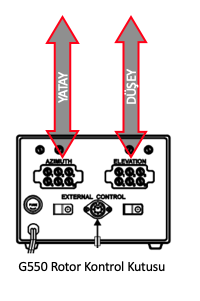 YATAY
DÜŞEY
AZIMUTH
ELEVATION
EXTERNAL CONTROL
G550 Rotor Kontrol Kutusu